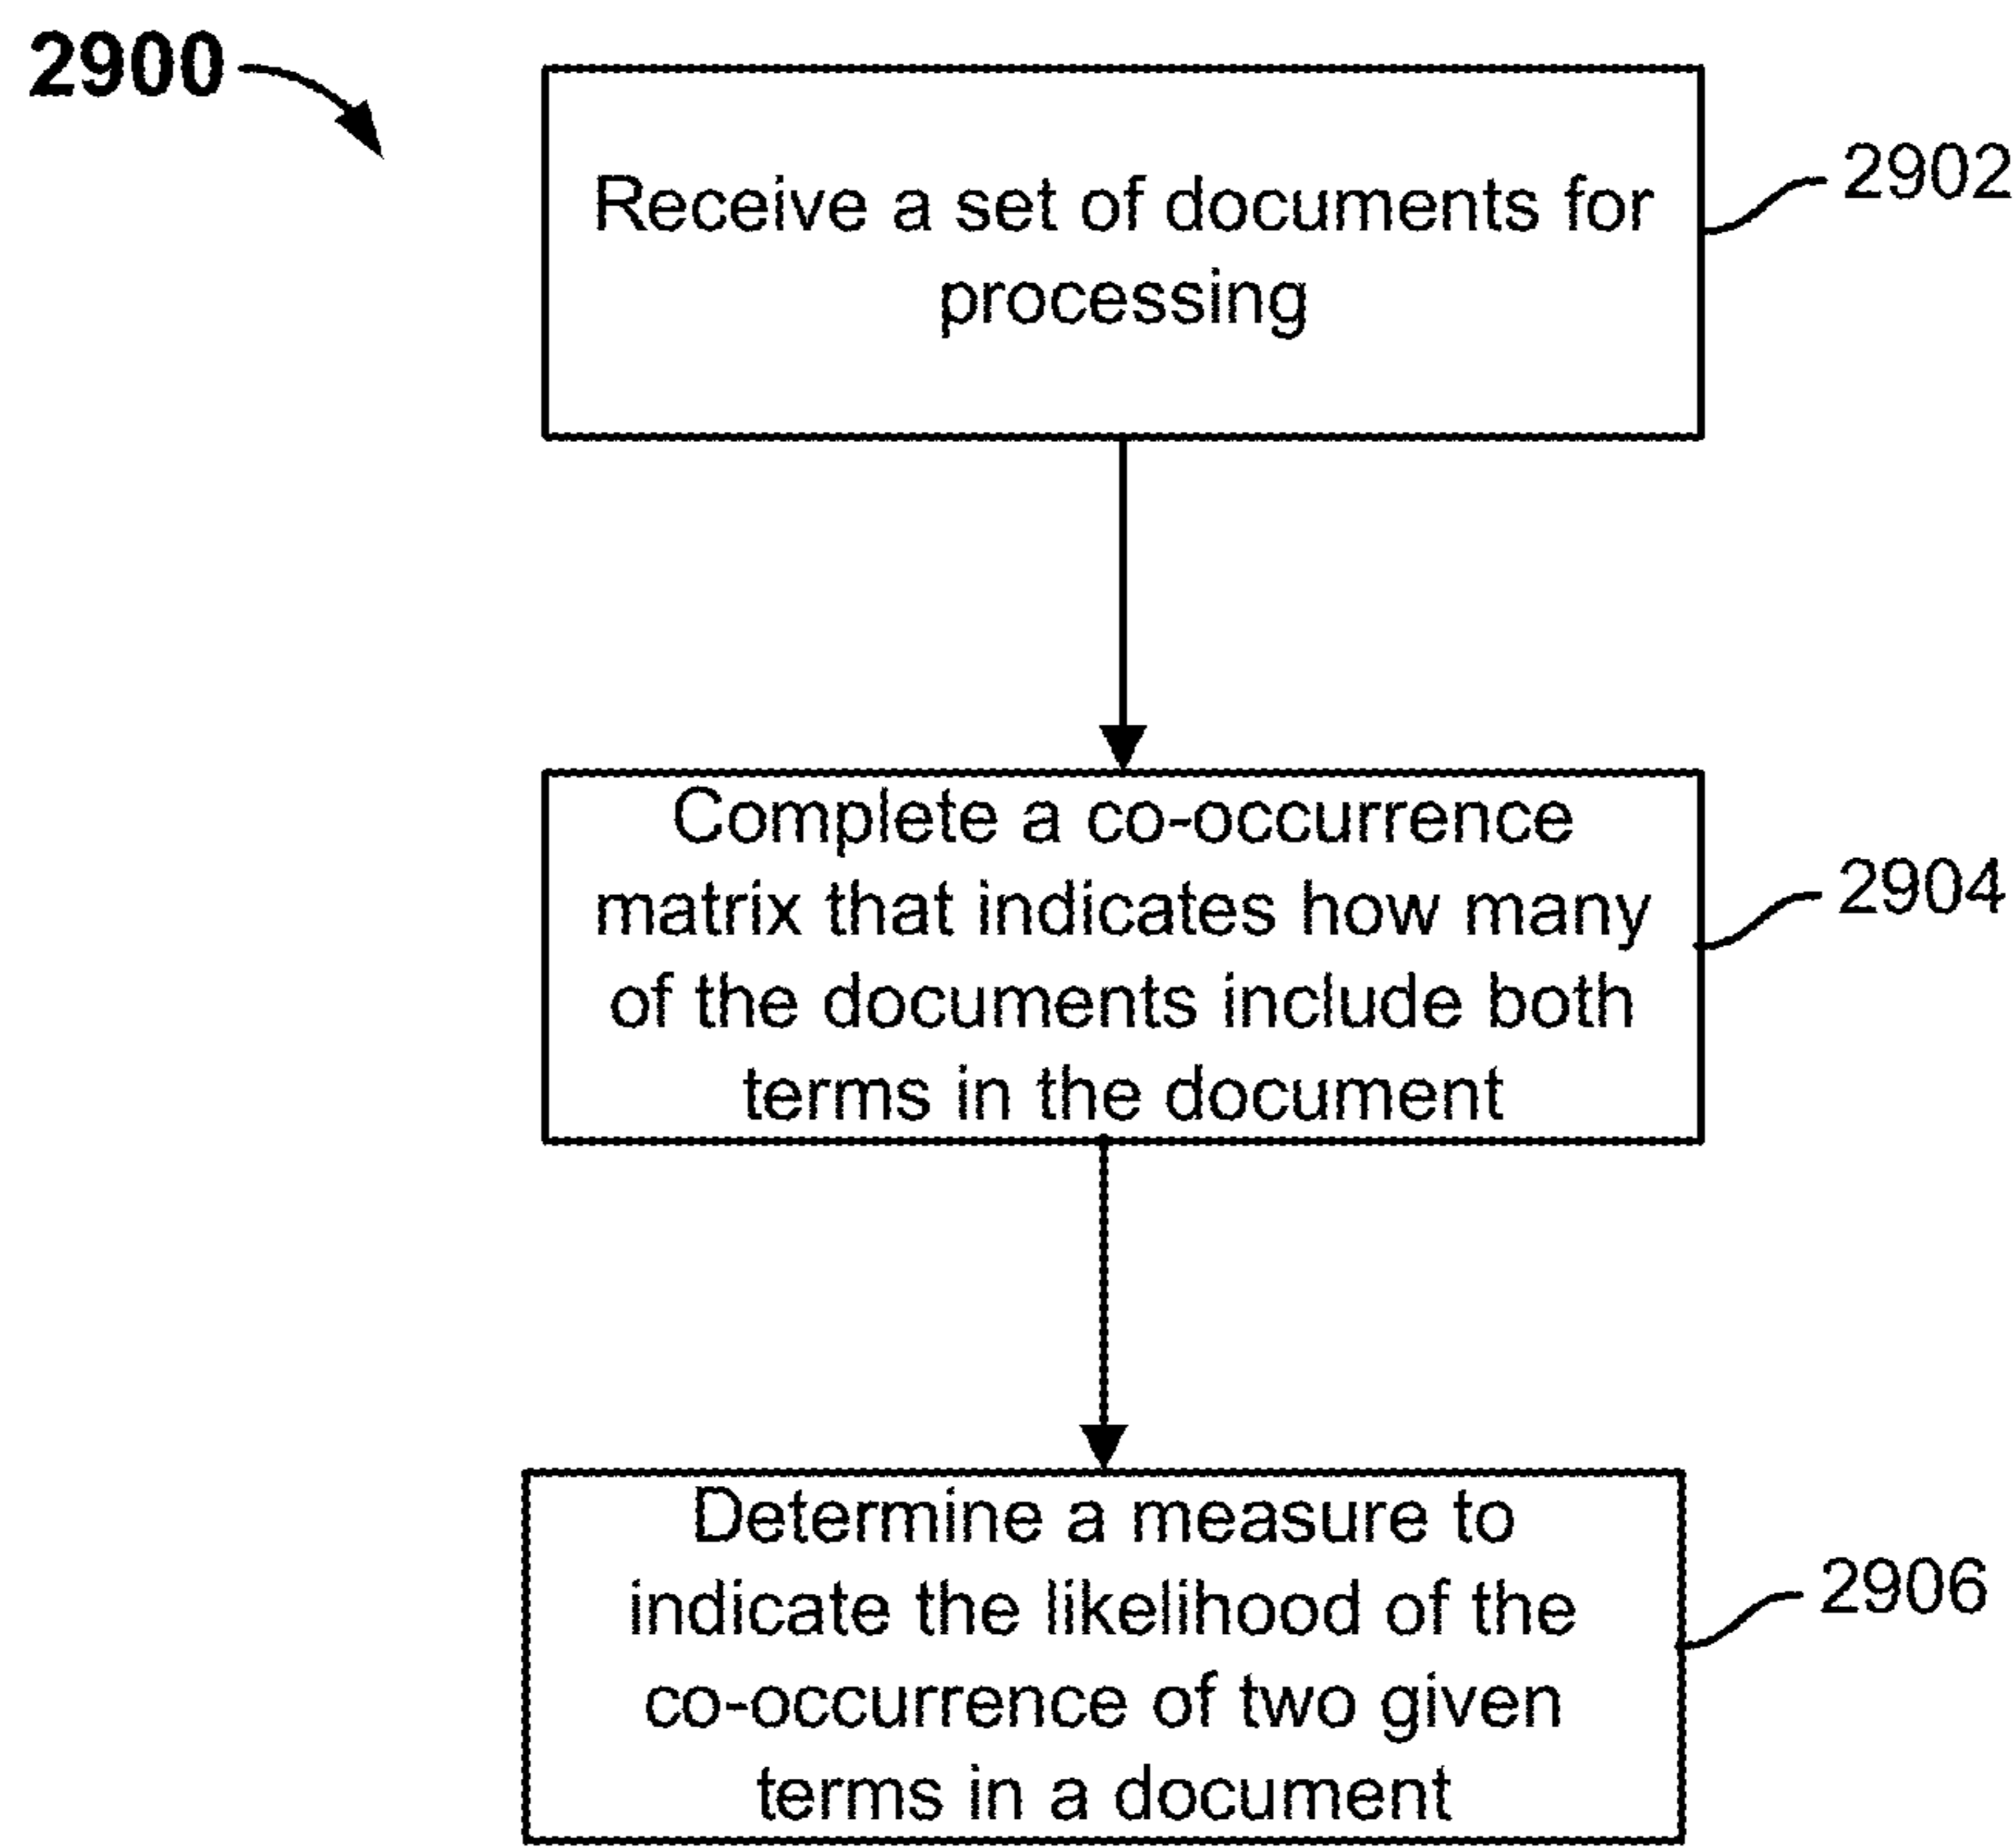 2900
Receive a set of documents for
processing
2902
Complete a co-occurrence
matrix that indicates how many
of the documents include both
terms in the document
2904
Determine a measure to
indicate the likelihood of the
co-occurrence of two given
terms in a document
2906